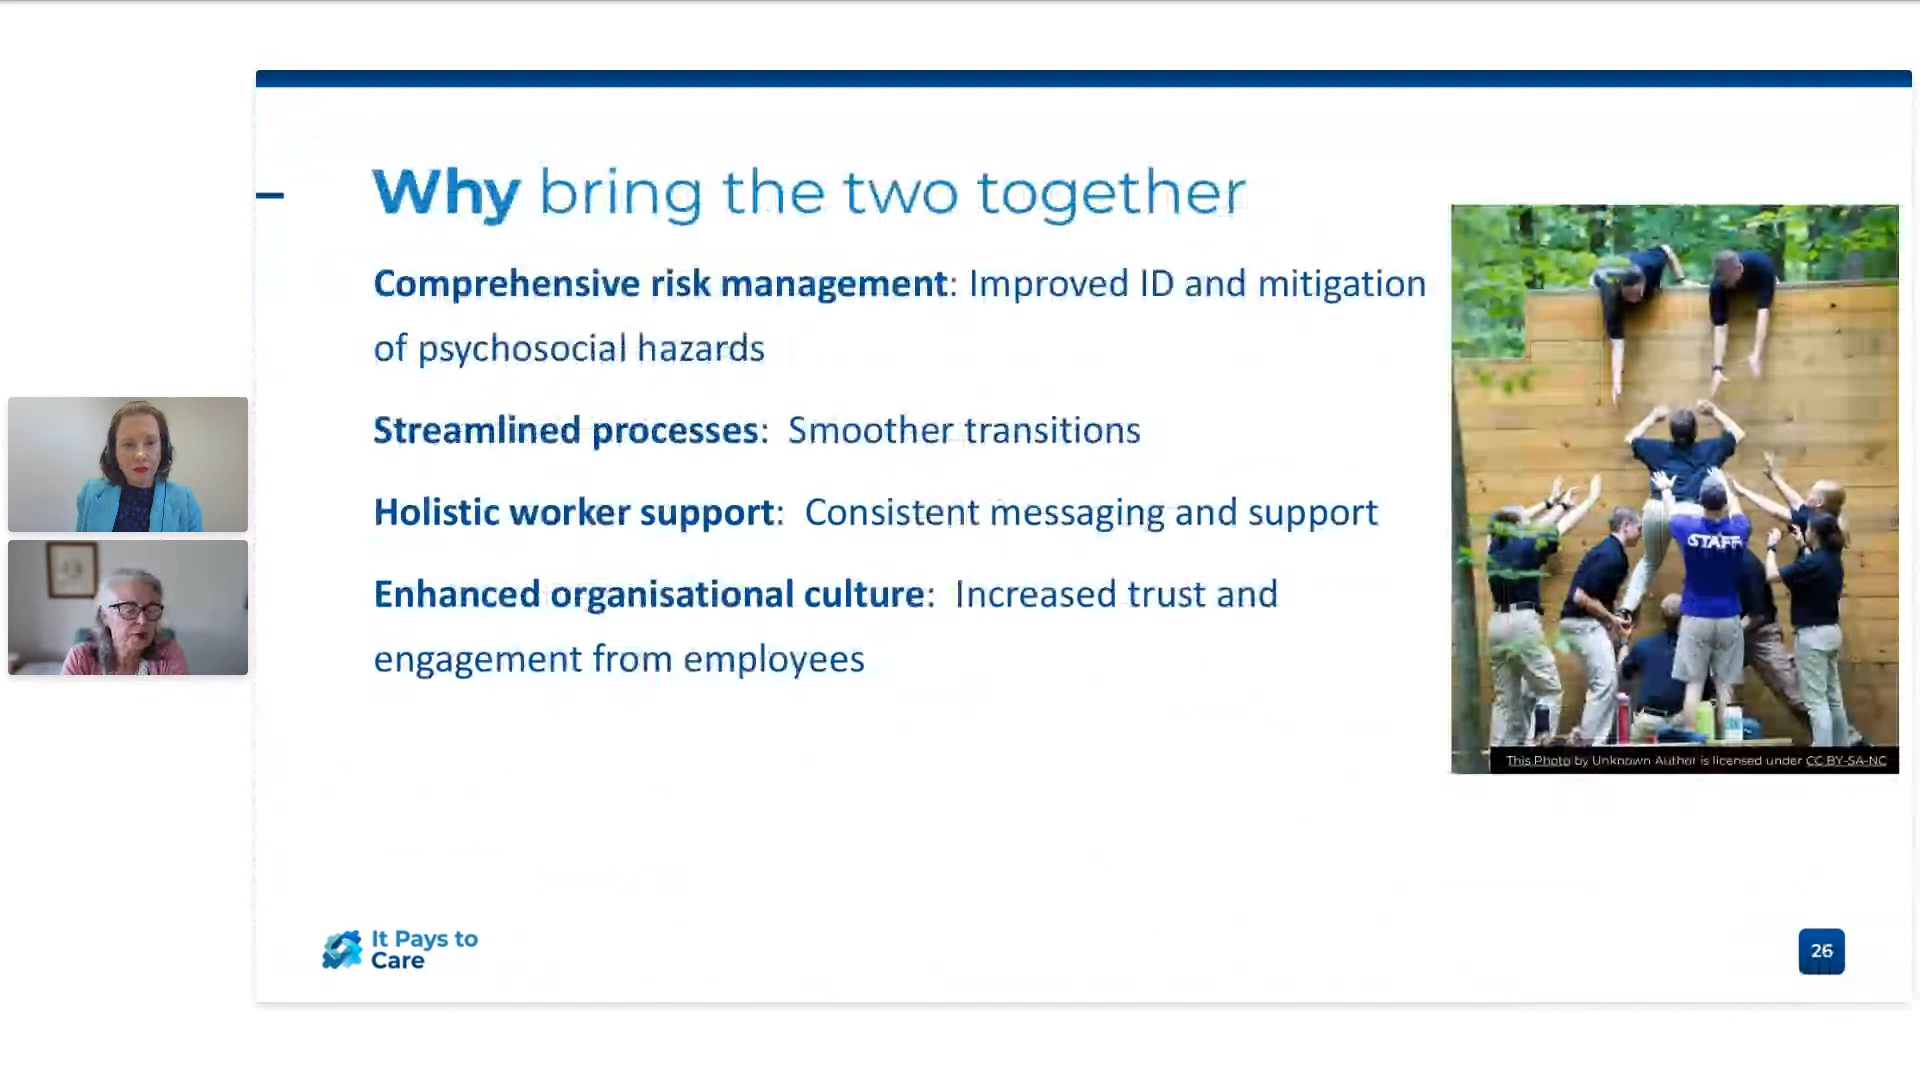 Why bring the two together
Comprehensive risk management: Improved ID and mitigation
of psychosocial hazards
Streamlined processes: Smoother transitions
Holistic worker support: Consistent messaging and support
Enhanced organisational culture: Increased trust and
engagement from employees
STAFF
This Photo by Unknown Author is licensed under CC BY-SA-NC
It Pays to
Care
26